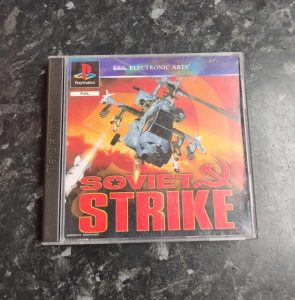 PlayStation
PAL
ELECTRONIC ARTS
SOVIET
STRIKE